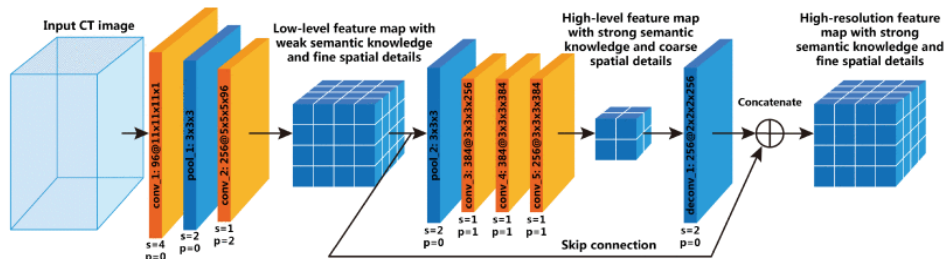 Input CT image
conv_1: 96@11x11x11x1
s=4
p=0
pool_1: 3x3x3
s=2
p=0
conv_2: 256@5x5x5x96
s=1
p=2
Low-level feature map with
weak semantic knowledge
and fine spatial details
pool_2: 3x3x3
s=2
p=0
conv_3: 384@3x3x3x256
s=1
p=1
conv_4: 384@3x3x3x384
s=1
p=1
conv_5: 256@3x3x3x384
s=1
p=1
High-level feature map
with strong semantic
knowledge and coarse
spatial details
deconv_1: 256@2x2x2x256
s=2
p=0
Concatenate
Skip connection
High-resolution feature
map with strong
semantic knowledge and
fine spatial details